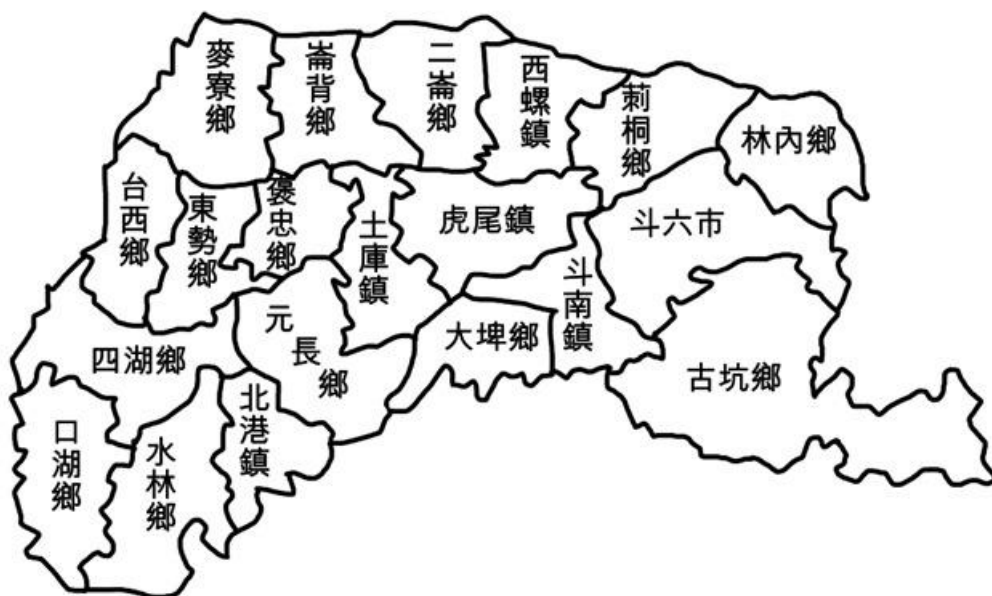 麥寮鄉
崙背鄉
二崙鄉
西螺鎮
莿桐鄉
林內鄉
台西鄉
東勢鄉
褒忠鄉
土庫鎮
虎尾鎮
斗六市
斗南鎮
元長鄉
大埤鄉
四湖鄉
古坑鄉
北港鎮
口湖鄉
水林鄉